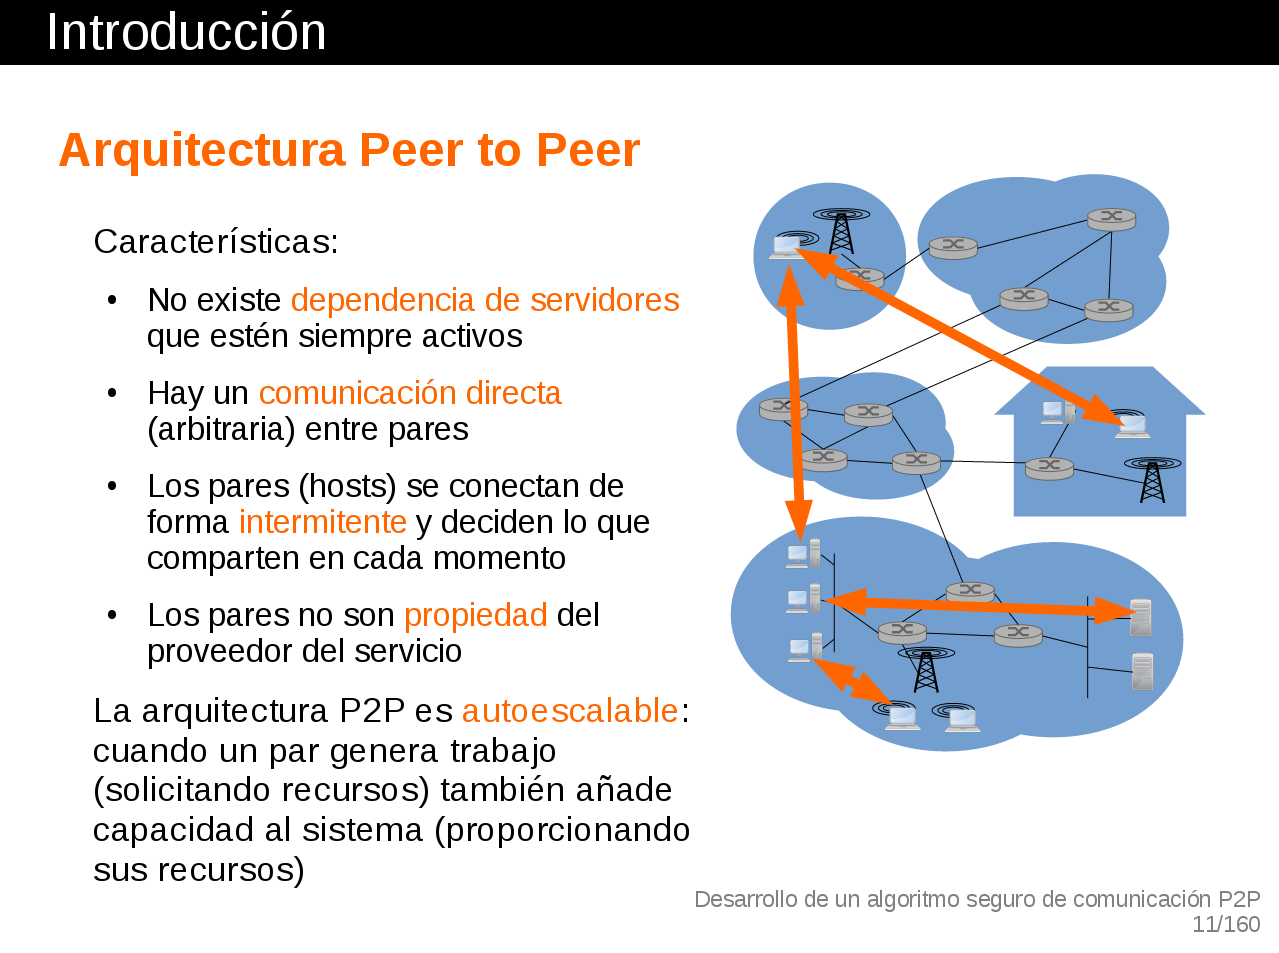 Introducción
Arquitectura Peer to Peer
Características:
• No existe dependencia de servidores
que estén siempre activos
• Hay un comunicación directa
(arbitraria) entre pares
• Los pares (hosts) se conectan de
forma intermitente y deciden lo que
comparten en cada momento
• Los pares no son propiedad del
proveedor del servicio
La arquitectura P2P es autoescalable:
cuando un par genera trabajo
(solicitando recursos) también añade
capacidad al sistema (proporcionando
sus recursos)
Desarrollo de un algoritmo seguro de comunicación P2P
11/160